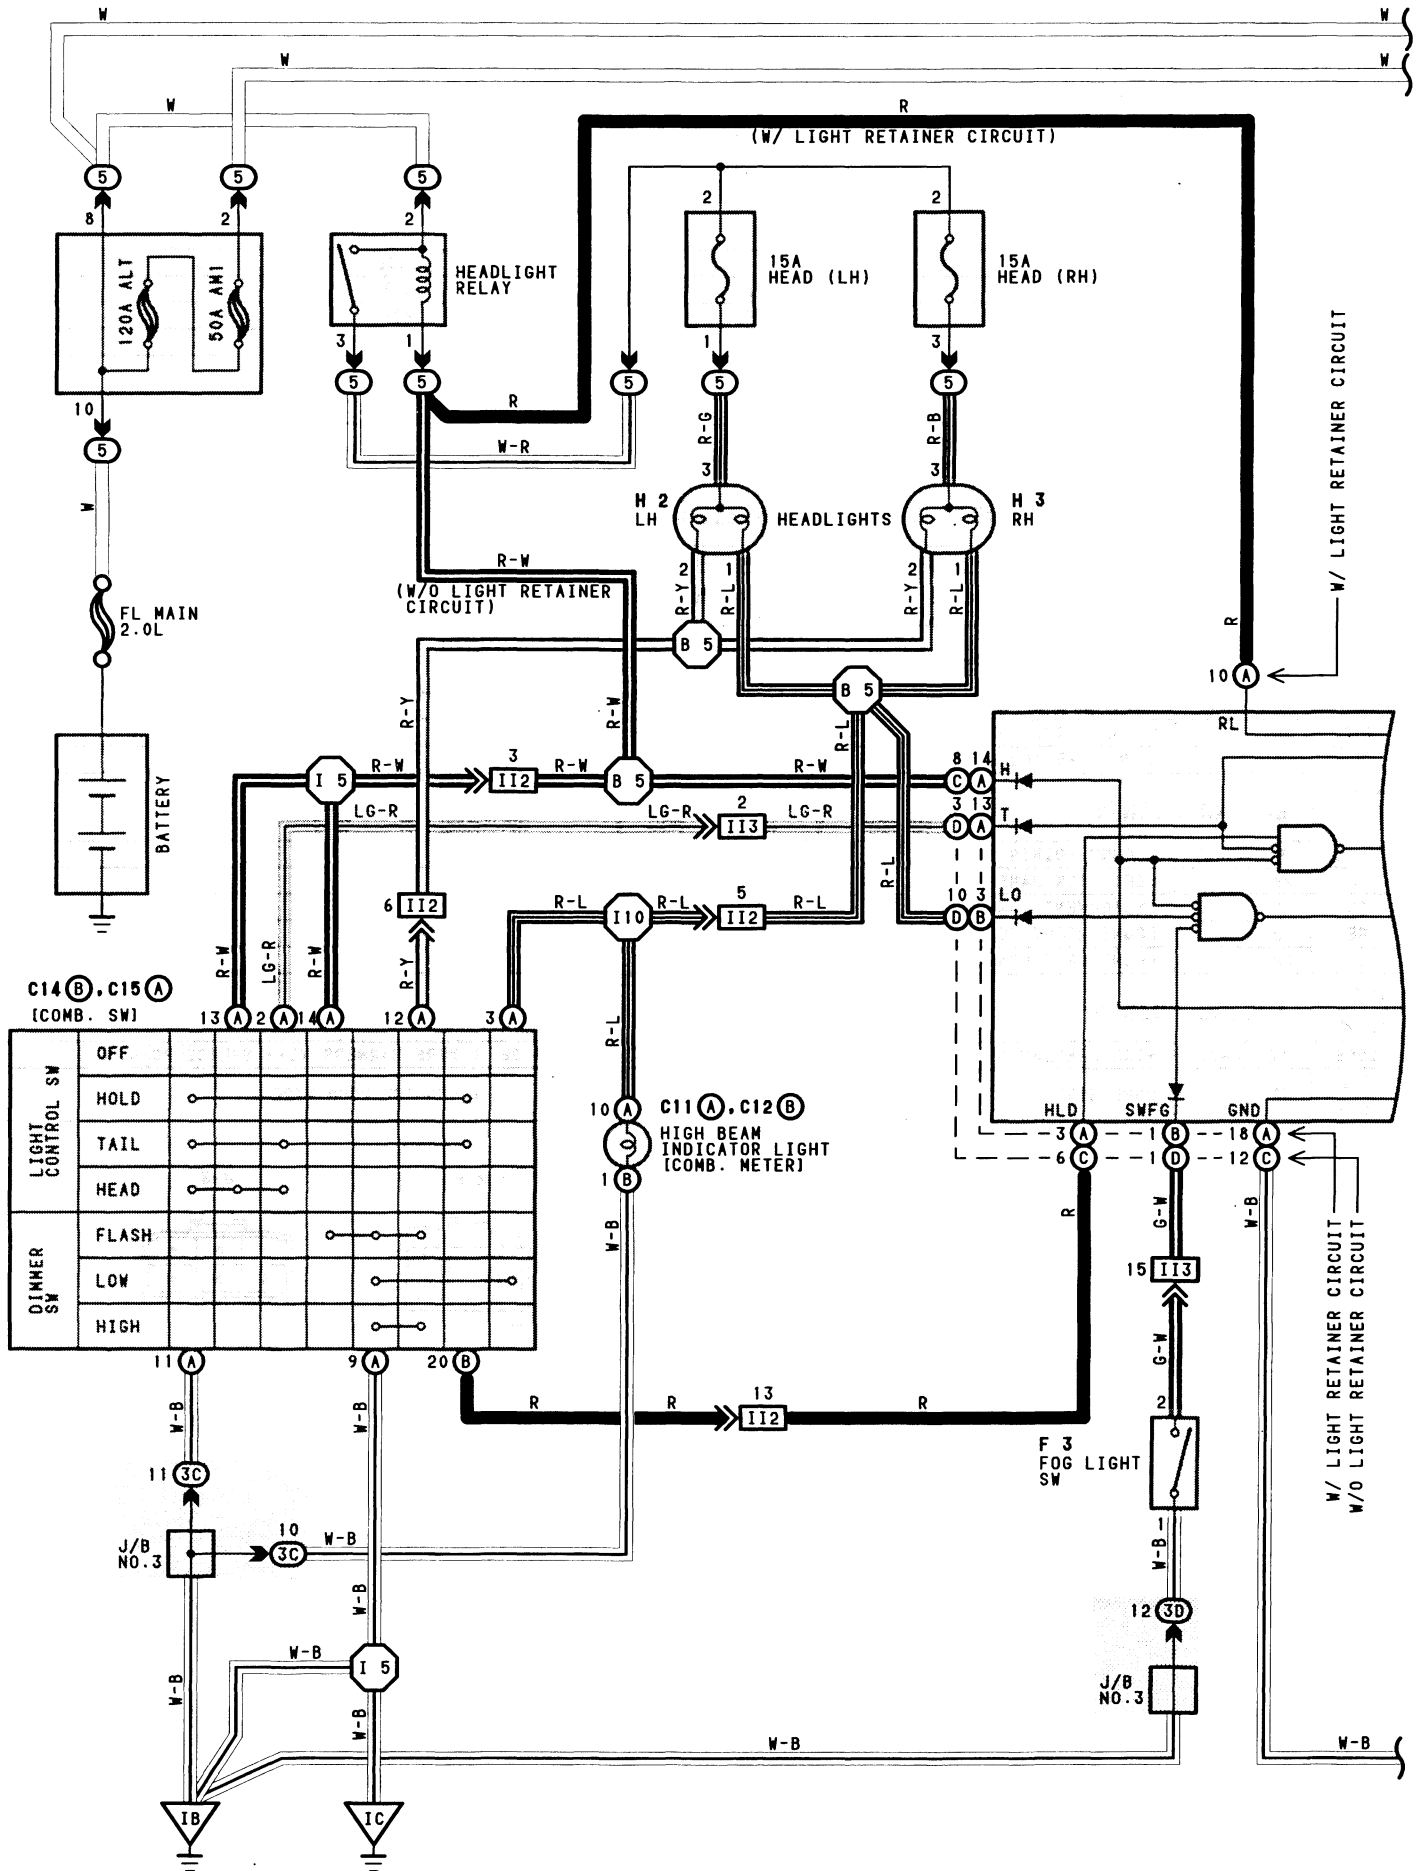 W
W
W
W
W
R
(W/ LIGHT RETAINER CIRCUIT)
5
5
5
8
2
2
2
2
120A ALT
50A AM1
HEADLIGHT
RELAY
15A
HEAD (LH)
15A
HEAD (RH)
3
1
1
3
5
5
5
5
5
10
5
R
W-R
R-G
R-B
3
3
W
H 2
LH
HEADLIGHTS
H 3
RH
W/ LIGHT RETAINER CIRCUIT
R-W
(W/O LIGHT RETAINER
CIRCUIT)
2
1
2
1
R-Y
R-L
R-Y
R-L
FL MAIN
2.0L
B 5
R
B 5
10 A
RL
R-Y
R-W
R-L
BATTERY
I 5
R-W
3
II2
R-W
B 5
R-W
8 14
C A
H
LG-R
LG-R
2
II3
LG-R
3 13
D A
T
R-L
6 II2
R-L
I10
R-L
5
II2
R-L
10 3
D B
LO
R-W
LG-R
R-W
R-Y
C14 B, C15 A
[COMB. SW]
13 A
2 A
14 A
12 A
3 A
R-L
LIGHT
CONTROL SW
OFF
HOLD
TAIL
HEAD
DIMMER
SW
FLASH
LOW
HIGH
10 A
C11 A, C12 B
HIGH BEAM
INDICATOR LIGHT
[COMB. METER]
1 B
W-B
HLD
SWFG
GND
3 A
1 B
18 A
6 C
1 D
12 C
R
G-W
W-B
15 II3
G-W
W/ LIGHT RETAINER CIRCUIT
W/O LIGHT RETAINER CIRCUIT
11 A
9 A
20 B
R
R
13
II2
R
2
F 3
FOG LIGHT
SW
1
W-B
W-B
W-B
11 3C
J/B
NO.3
10
3C
W-B
W-B
12 3D
J/B
NO.3
W-B
I 5
W-B
W-B
W-B
W-B
IB
IC